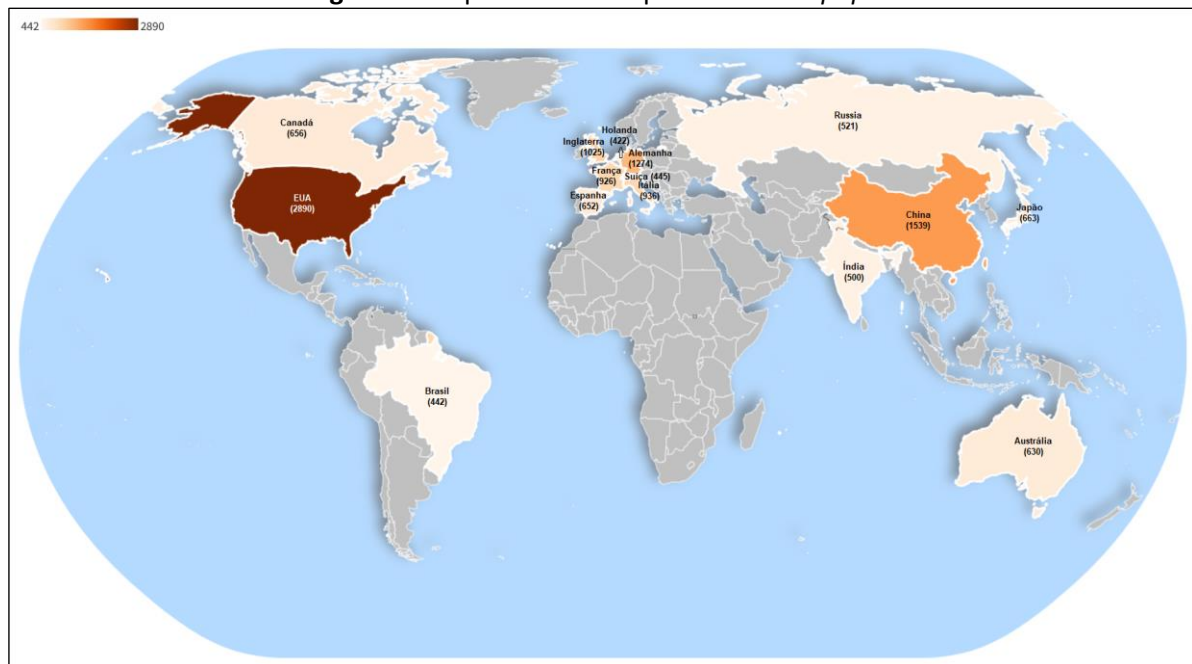 442 2890
Canadá
(656)
EUA
(2890)
Brasil
(442)
Holanda
(422)
Inglaterra
(1025)
Alemanha
(1274)
França
(926)
Suíça (445)
Itália
(936)
Espanha
(652)
Russia
(521)
China
(1539)
Japão
(663)
Índia
(500)
Austrália
(630)